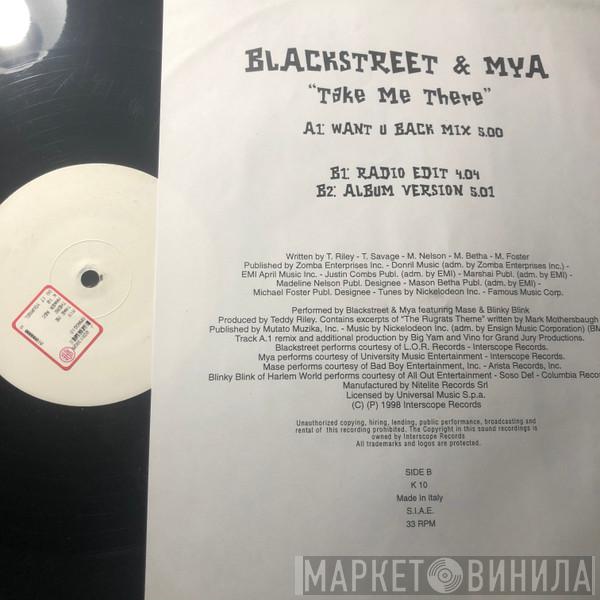 BLACKSTREET & MYA
"Take Me There"
A1: WANT U BACK MIX 5.00
B1: RADIO EDIT 4.04
B2: ALBUM VERSION 5.01
Written by T. Riley - T. Savage - M. Nelson - M. Betha - M. Foster
Published by Zomba Enterprises Inc. - Donril Music (adm. by Zomba Enterprises Inc.) -
EMI April Music Inc. - Justin Combs Publ. (adm. by EMI) - Marshai Publ. (adm. by EMI) -
Madeline Nelson Publ. Designee - Mason Betha Publ. (adm. by EMI) -
Michael Foster Publ. Designee - Tunes by Nickelodeon Inc. - Famous Music Corp.
Performed by Blackstreet & Mya featuring Mase & Blinky Blink
Produced by Teddy Riley. Contains excerpts of "The Rugrats Theme" written by Mark Mothersbaugh
Published by Mutato Muzika, Inc. - Music by Nickelodeon Inc. (adm. by Ensign Music Corporation) (BM
Track A.1 remix and additional production by Big Yam and Vino for Grand Jury Productions.
Blackstreet performs courtesy of L.O.R. Records - Interscope Records.
Mya performs courtesy of University Music Entertainment - Interscope Records.
Mase performs courtesy of Bad Boy Entertainment, Inc. - Arista Records, Inc.
Blinky Blink of Harlem World performs courtesy of All Out Entertainment - Soso Def - Columbia Recor
Manufactured by Nitelite Records Srl
Licensed by Universal Music S.p.a.
(C) (P) 1998 Interscope Records
Unauthorized copying, hiring, lending, public performance, broadcasting and
rental of this recording prohibited. The Copyright in this sound recordings is
owned by Interscope Records
All trademarks and logos are protected.
SIDE B
K 10
Made in Italy
S.I.A.E.
33 RPM
МАРКЕТ ВИНИЛА